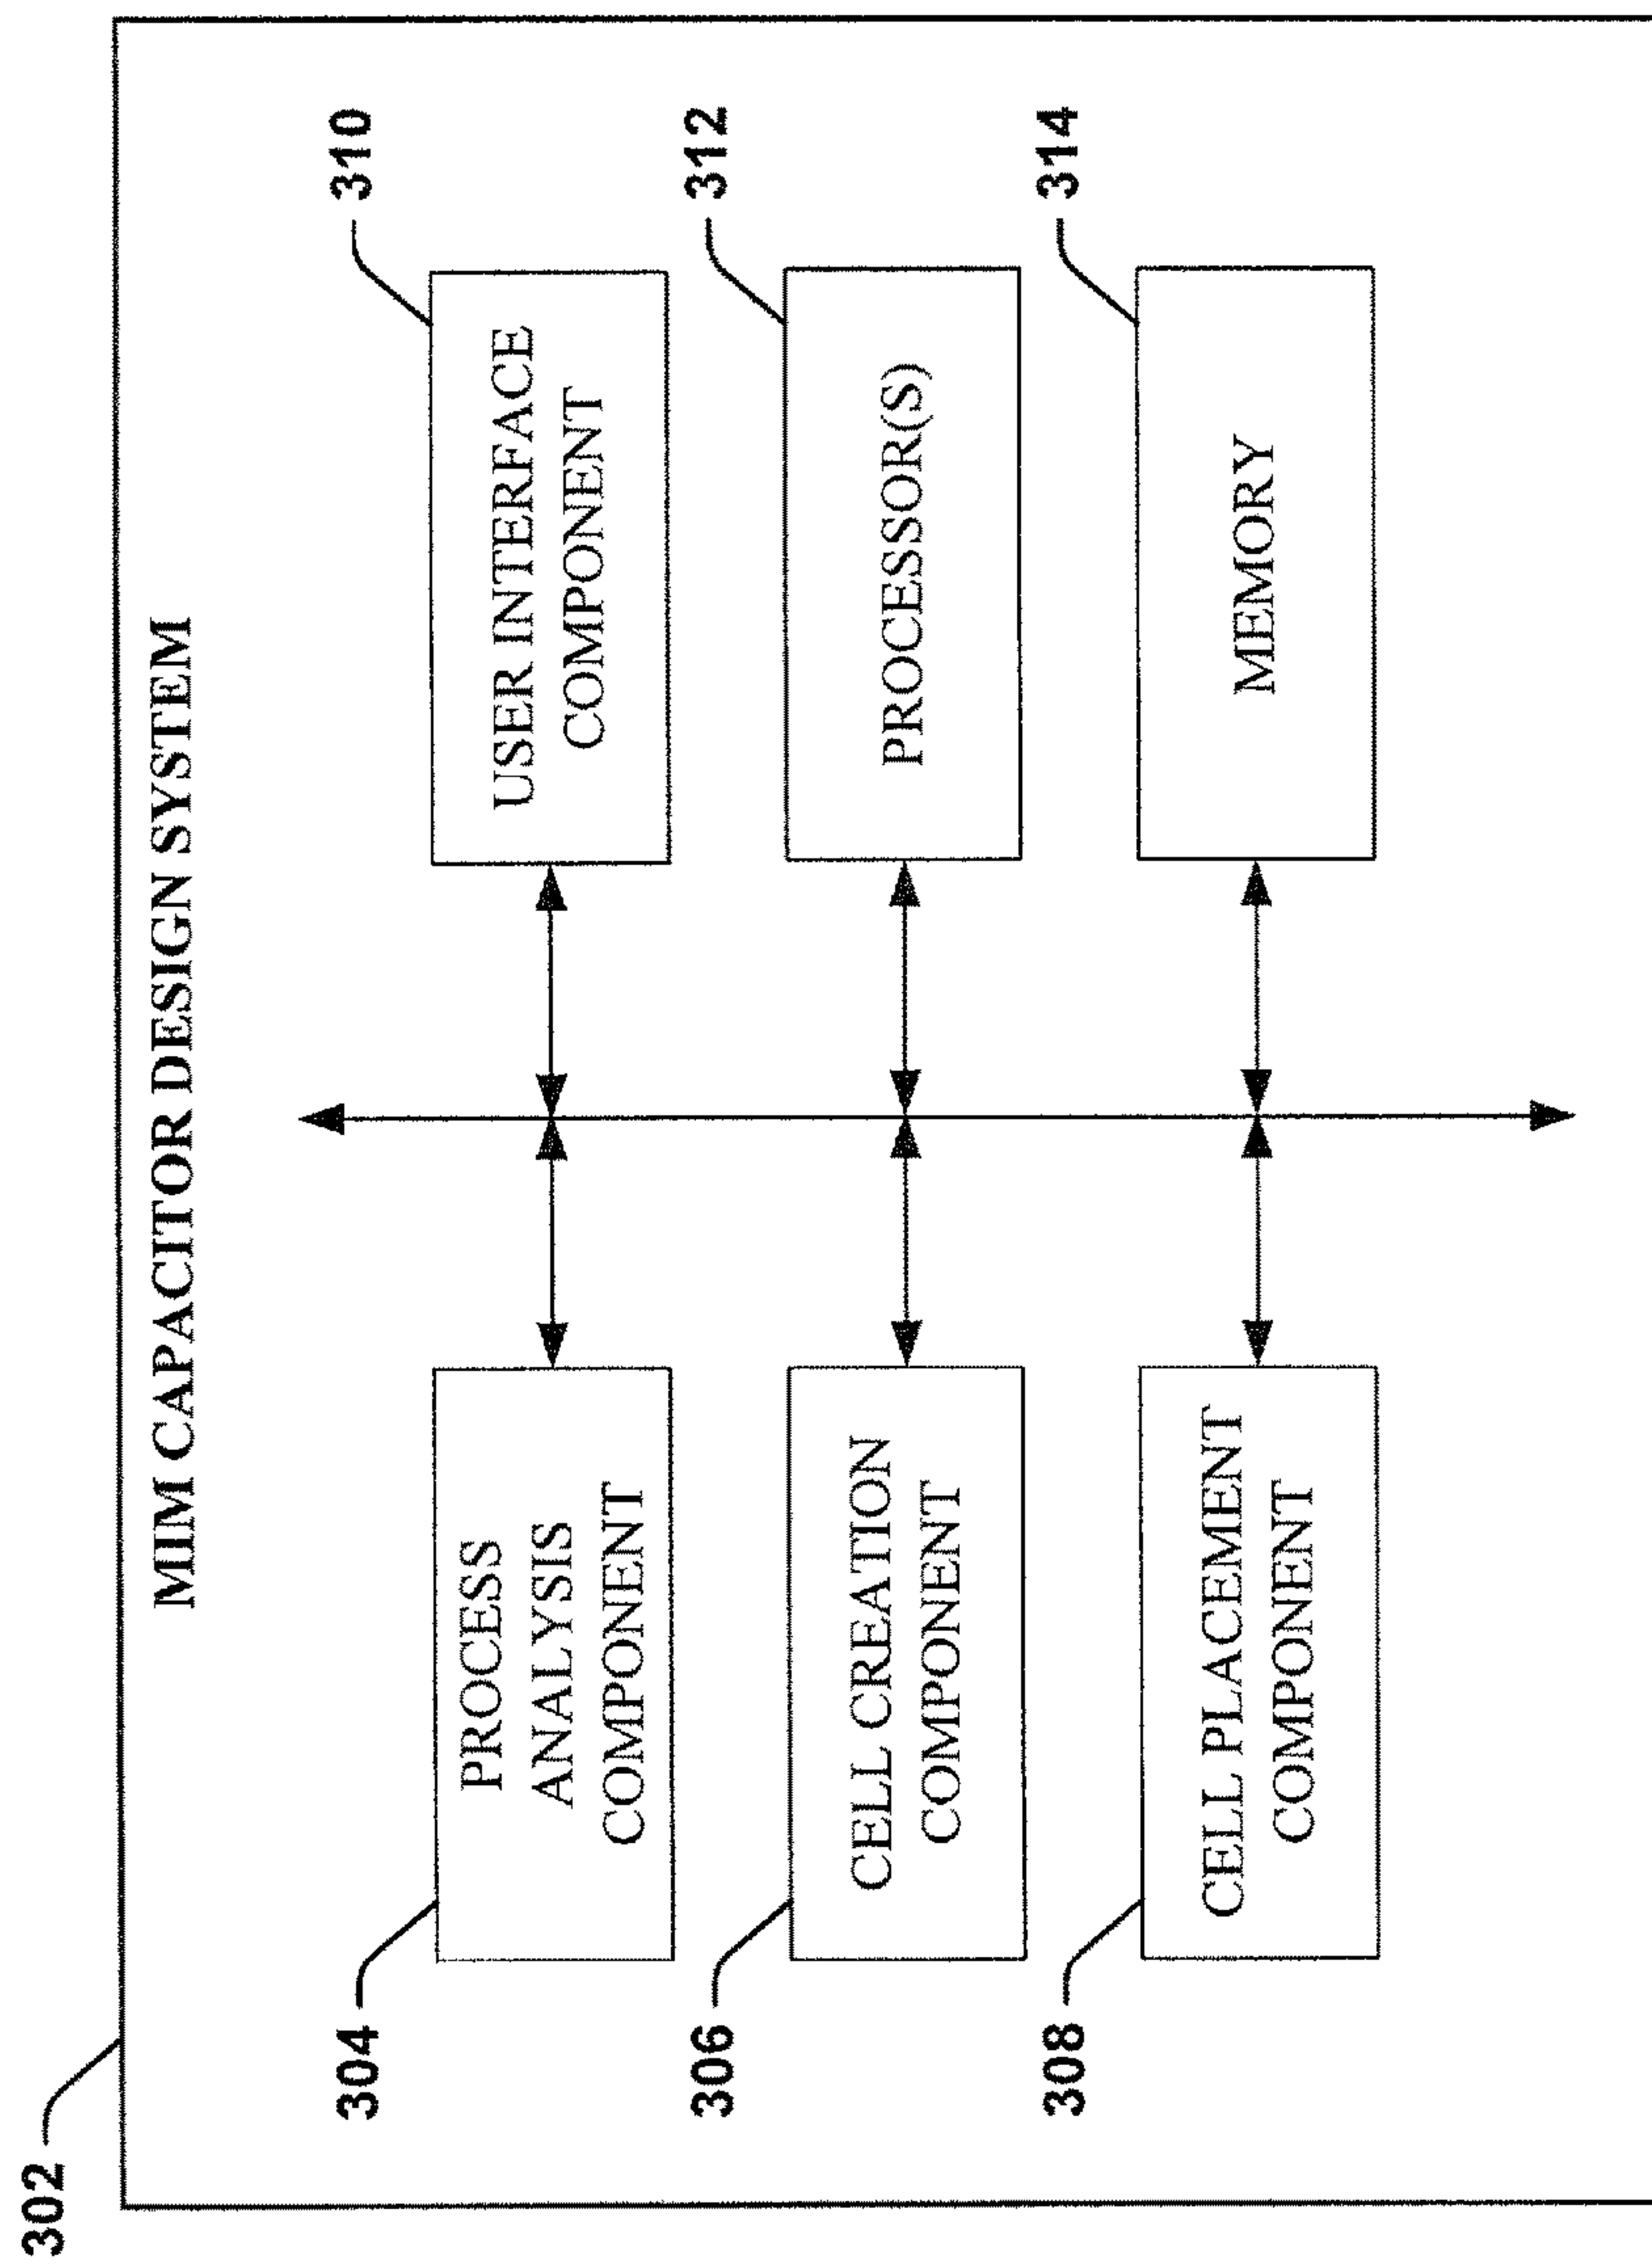 302
MIM CAPACITOR DESIGN SYSTEM
304
PROCESS
ANALYSIS
COMPONENT
310
USER INTERFACE
COMPONENT
306
CELL CREATION
COMPONENT
312
PROCESSOR(S)
308
CELL PLACEMENT
COMPONENT
314
MEMORY